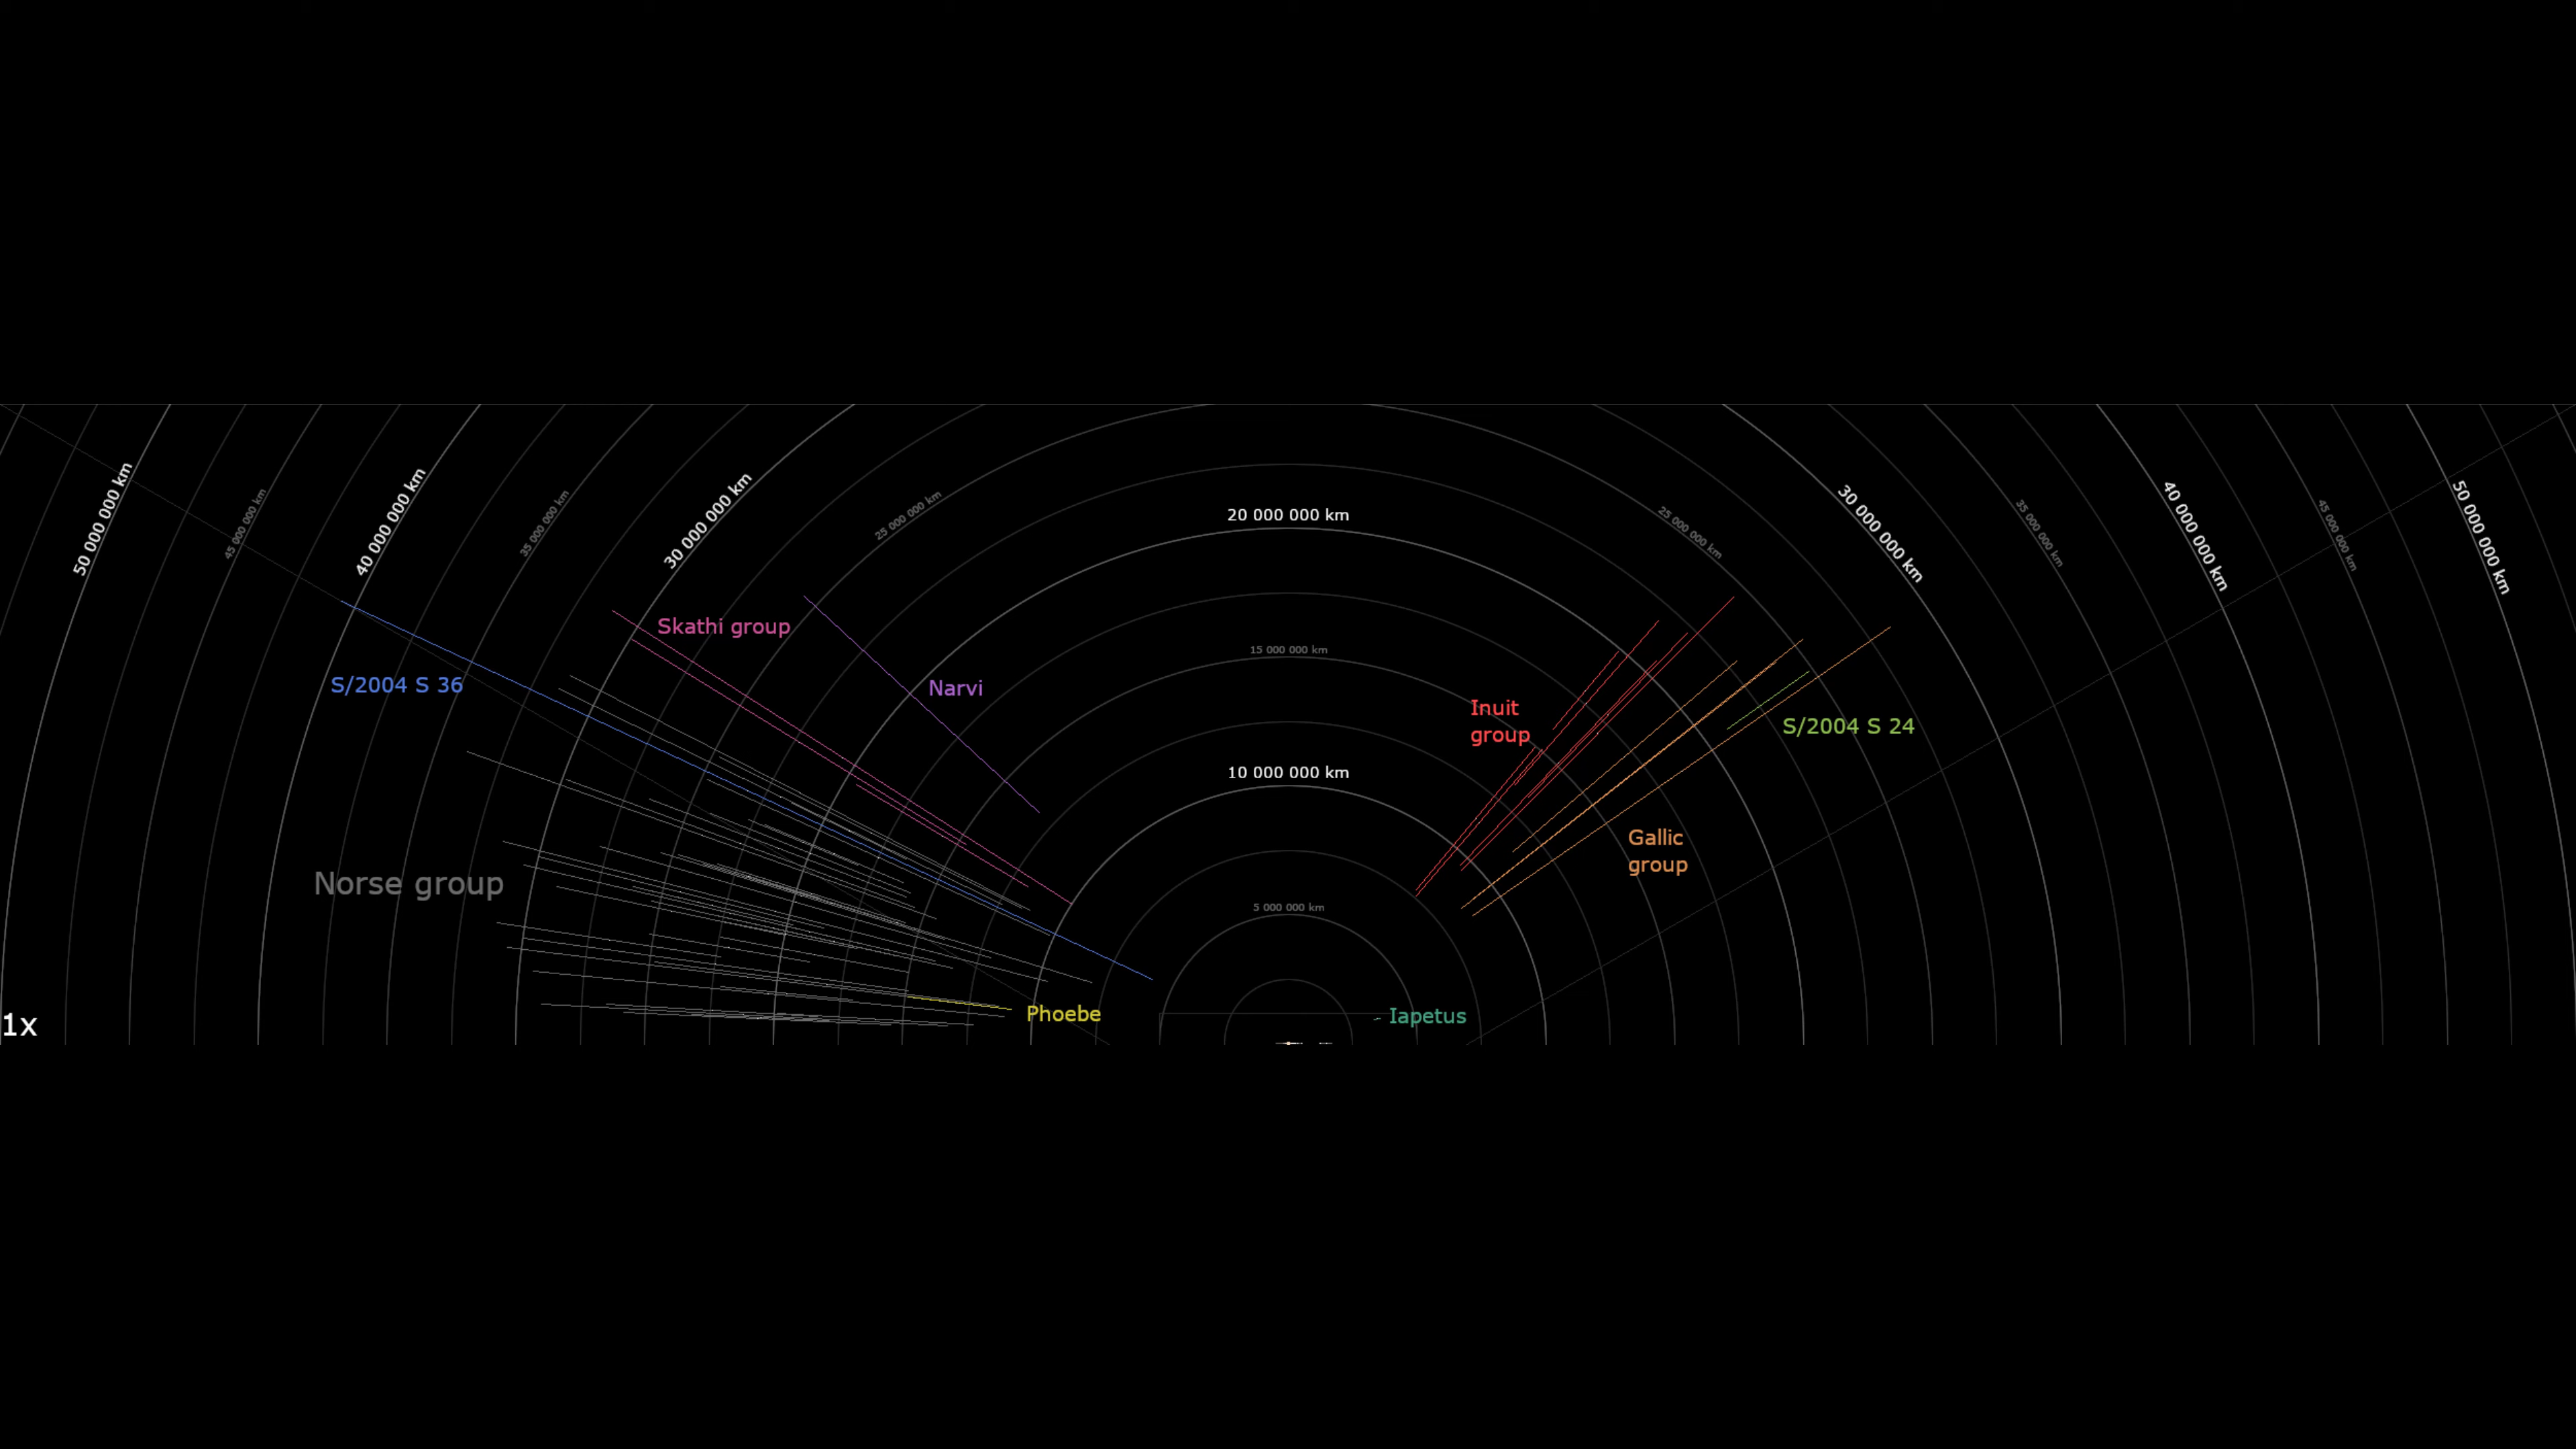 50 000 000 km
45 000 000 km
40 000 000 km
35 000 000 km
30 000 000 km
25 000 000 km
20 000 000 km
25 000 000 km
30 000 000 km
35 000 000 km
40 000 000 km
45 000 000 km
50 000 000 km
Skathi group
15 000 000 km
S/2004 S 36
Narvi
Inuit
group
S/2004 S 24
10 000 000 km
Gallic
group
Norse group
5 000 000 km
Phoebe
Iapetus
1x